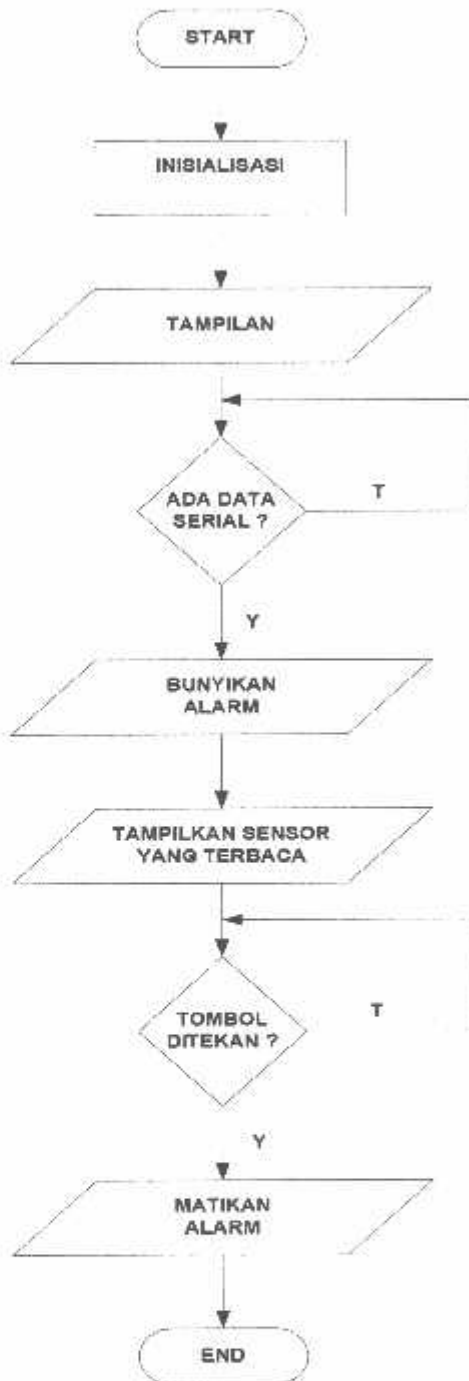 START
INISIALISASI
TAMPILAN
ADA DATA
SERIAL ?
T
Y
BUNYIKAN
ALARM
TAMPILKAN SENSOR
YANG TERBACA
TOMBOL
DITEKAN ?
T
Y
MATIKAN
ALARM
END